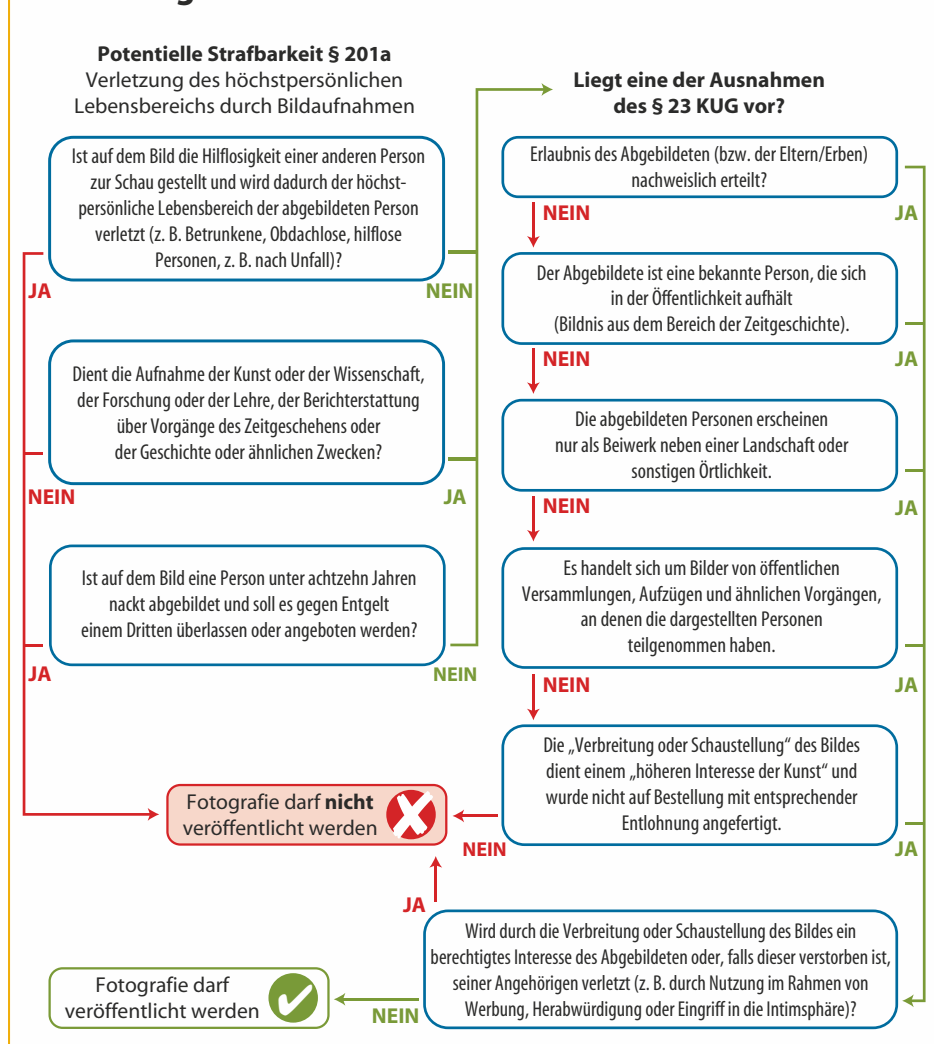 Potentielle Strafbarkeit § 201a
Verletzung des höchstpersönlichen
Lebensbereichs durch Bildaufnahmen
Ist auf dem Bild die Hilflosigkeit einer anderen Person
zur Schau gestellt und wird dadurch der höchst-
persönliche Lebensbereich der abgebildeten Person
verletzt (z. B. Betrunkene, Obdachlose, hilflose
Personen, z. B. nach Unfall)?
JA
NEIN
Dient die Aufnahme der Kunst oder der Wissenschaft,
der Forschung oder der Lehre, der Berichterstattung
über Vorgänge des Zeitgeschehens oder
der Geschichte oder ähnlichen Zwecken?
NEIN
JA
Ist auf dem Bild eine Person unter achtzehn Jahren
nackt abgebildet und soll es gegen Entgelt
einem Dritten überlassen oder angeboten werden?
JA
NEIN
Liegt eine der Ausnahmen
des § 23 KUG vor?
Erlaubnis des Abgebildeten (bzw. der Eltern/Erben)
nachweislich erteilt?
NEIN
JA
Der Abgebildete ist eine bekannte Person, die sich
in der Öffentlichkeit aufhält
(Bildnis aus dem Bereich der Zeitgeschichte).
NEIN
JA
Die abgebildeten Personen erscheinen
nur als Beiwerk neben einer Landschaft oder
sonstigen Örtlichkeit.
NEIN
JA
Es handelt sich um Bilder von öffentlichen
Versammlungen, Aufzügen und ähnlichen Vorgängen,
an denen die dargestellten Personen
teilgenommen haben.
NEIN
JA
Die „Verbreitung oder Schaustellung“ des Bildes
dient einem „höheren Interesse der Kunst“ und
wurde nicht auf Bestellung mit entsprechender
Entlohnung angefertigt.
NEIN
JA
Fotografie darf nicht
veröffentlicht werden
JA
Wird durch die Verbreitung oder Schaustellung des Bildes ein
berechtigtes Interesse des Abgebildeten oder, falls dieser verstorben ist,
seiner Angehörigen verletzt (z. B. durch Nutzung im Rahmen von
Werbung, Herabwürdigung oder Eingriff in die Intimsphäre)?
NEIN
Fotografie darf
veröffentlicht werden